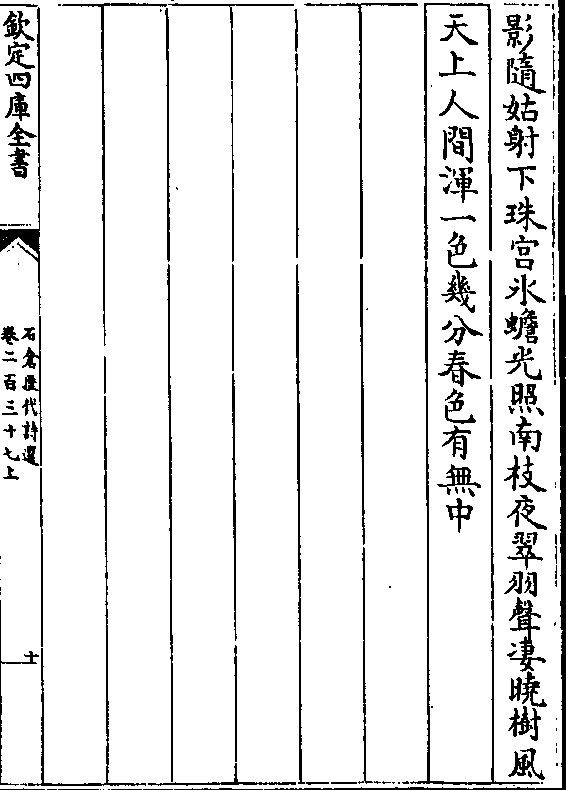 影隨姑射下珠宫氷蟾光照南枝夜翠羽聲凄曉樹風
天上人間渾一色幾分春色有無中
欽定四庫全書
石倉歷代詩選
卷二百三十七上
十